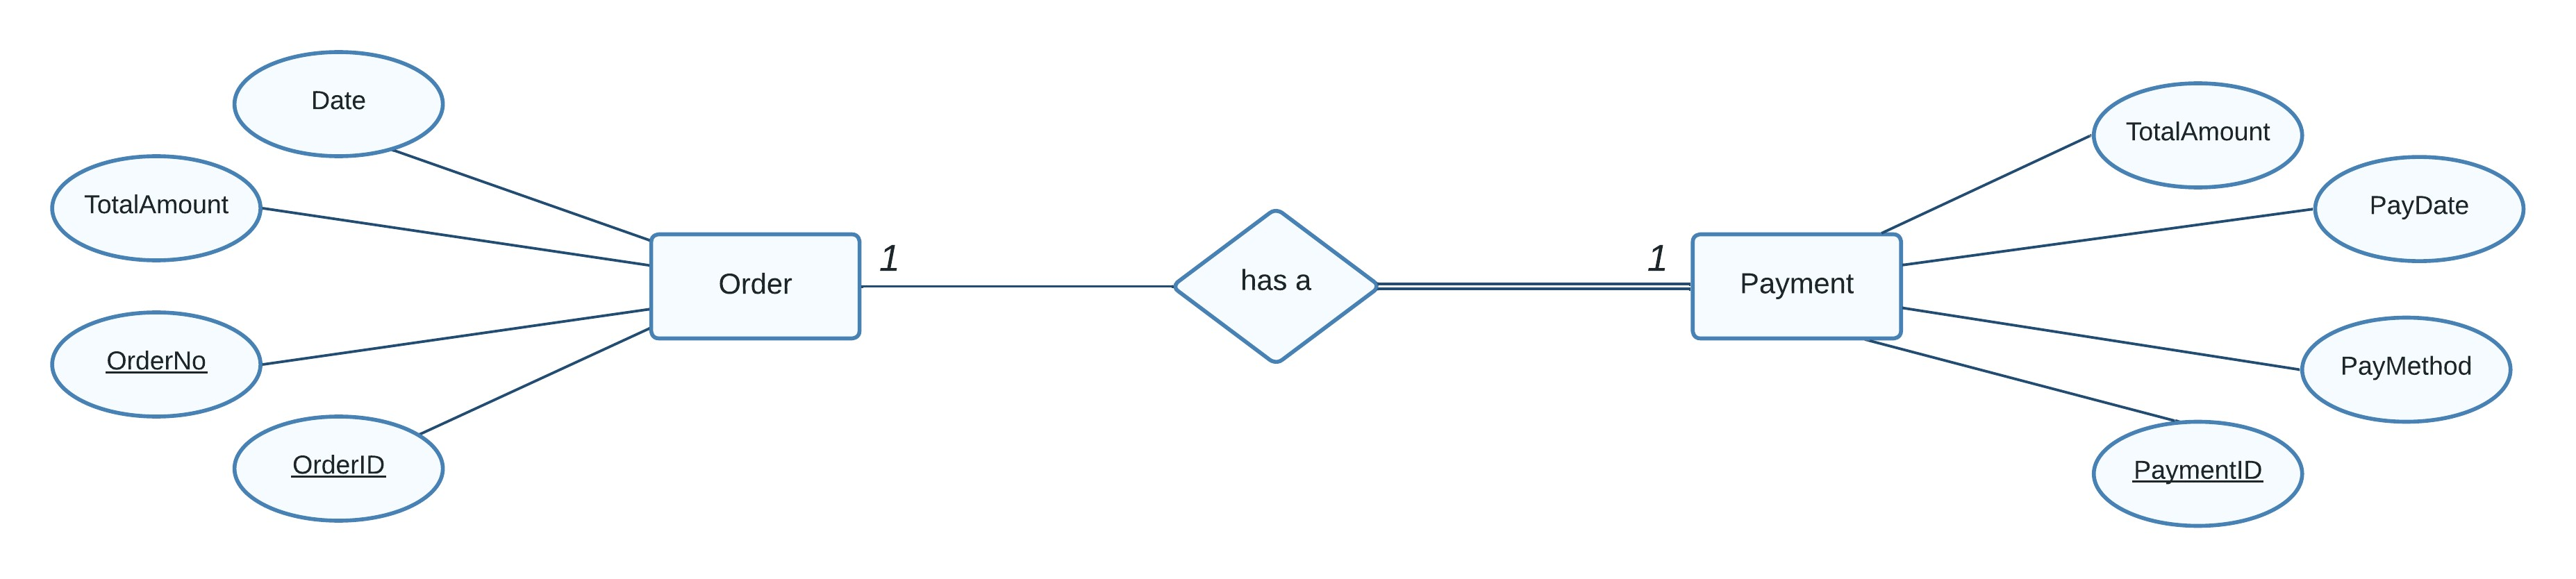 Date
TotalAmount
OrderNo
OrderID
Order
1
has a
1
Payment
TotalAmount
PayDate
PayMethod
PaymentID